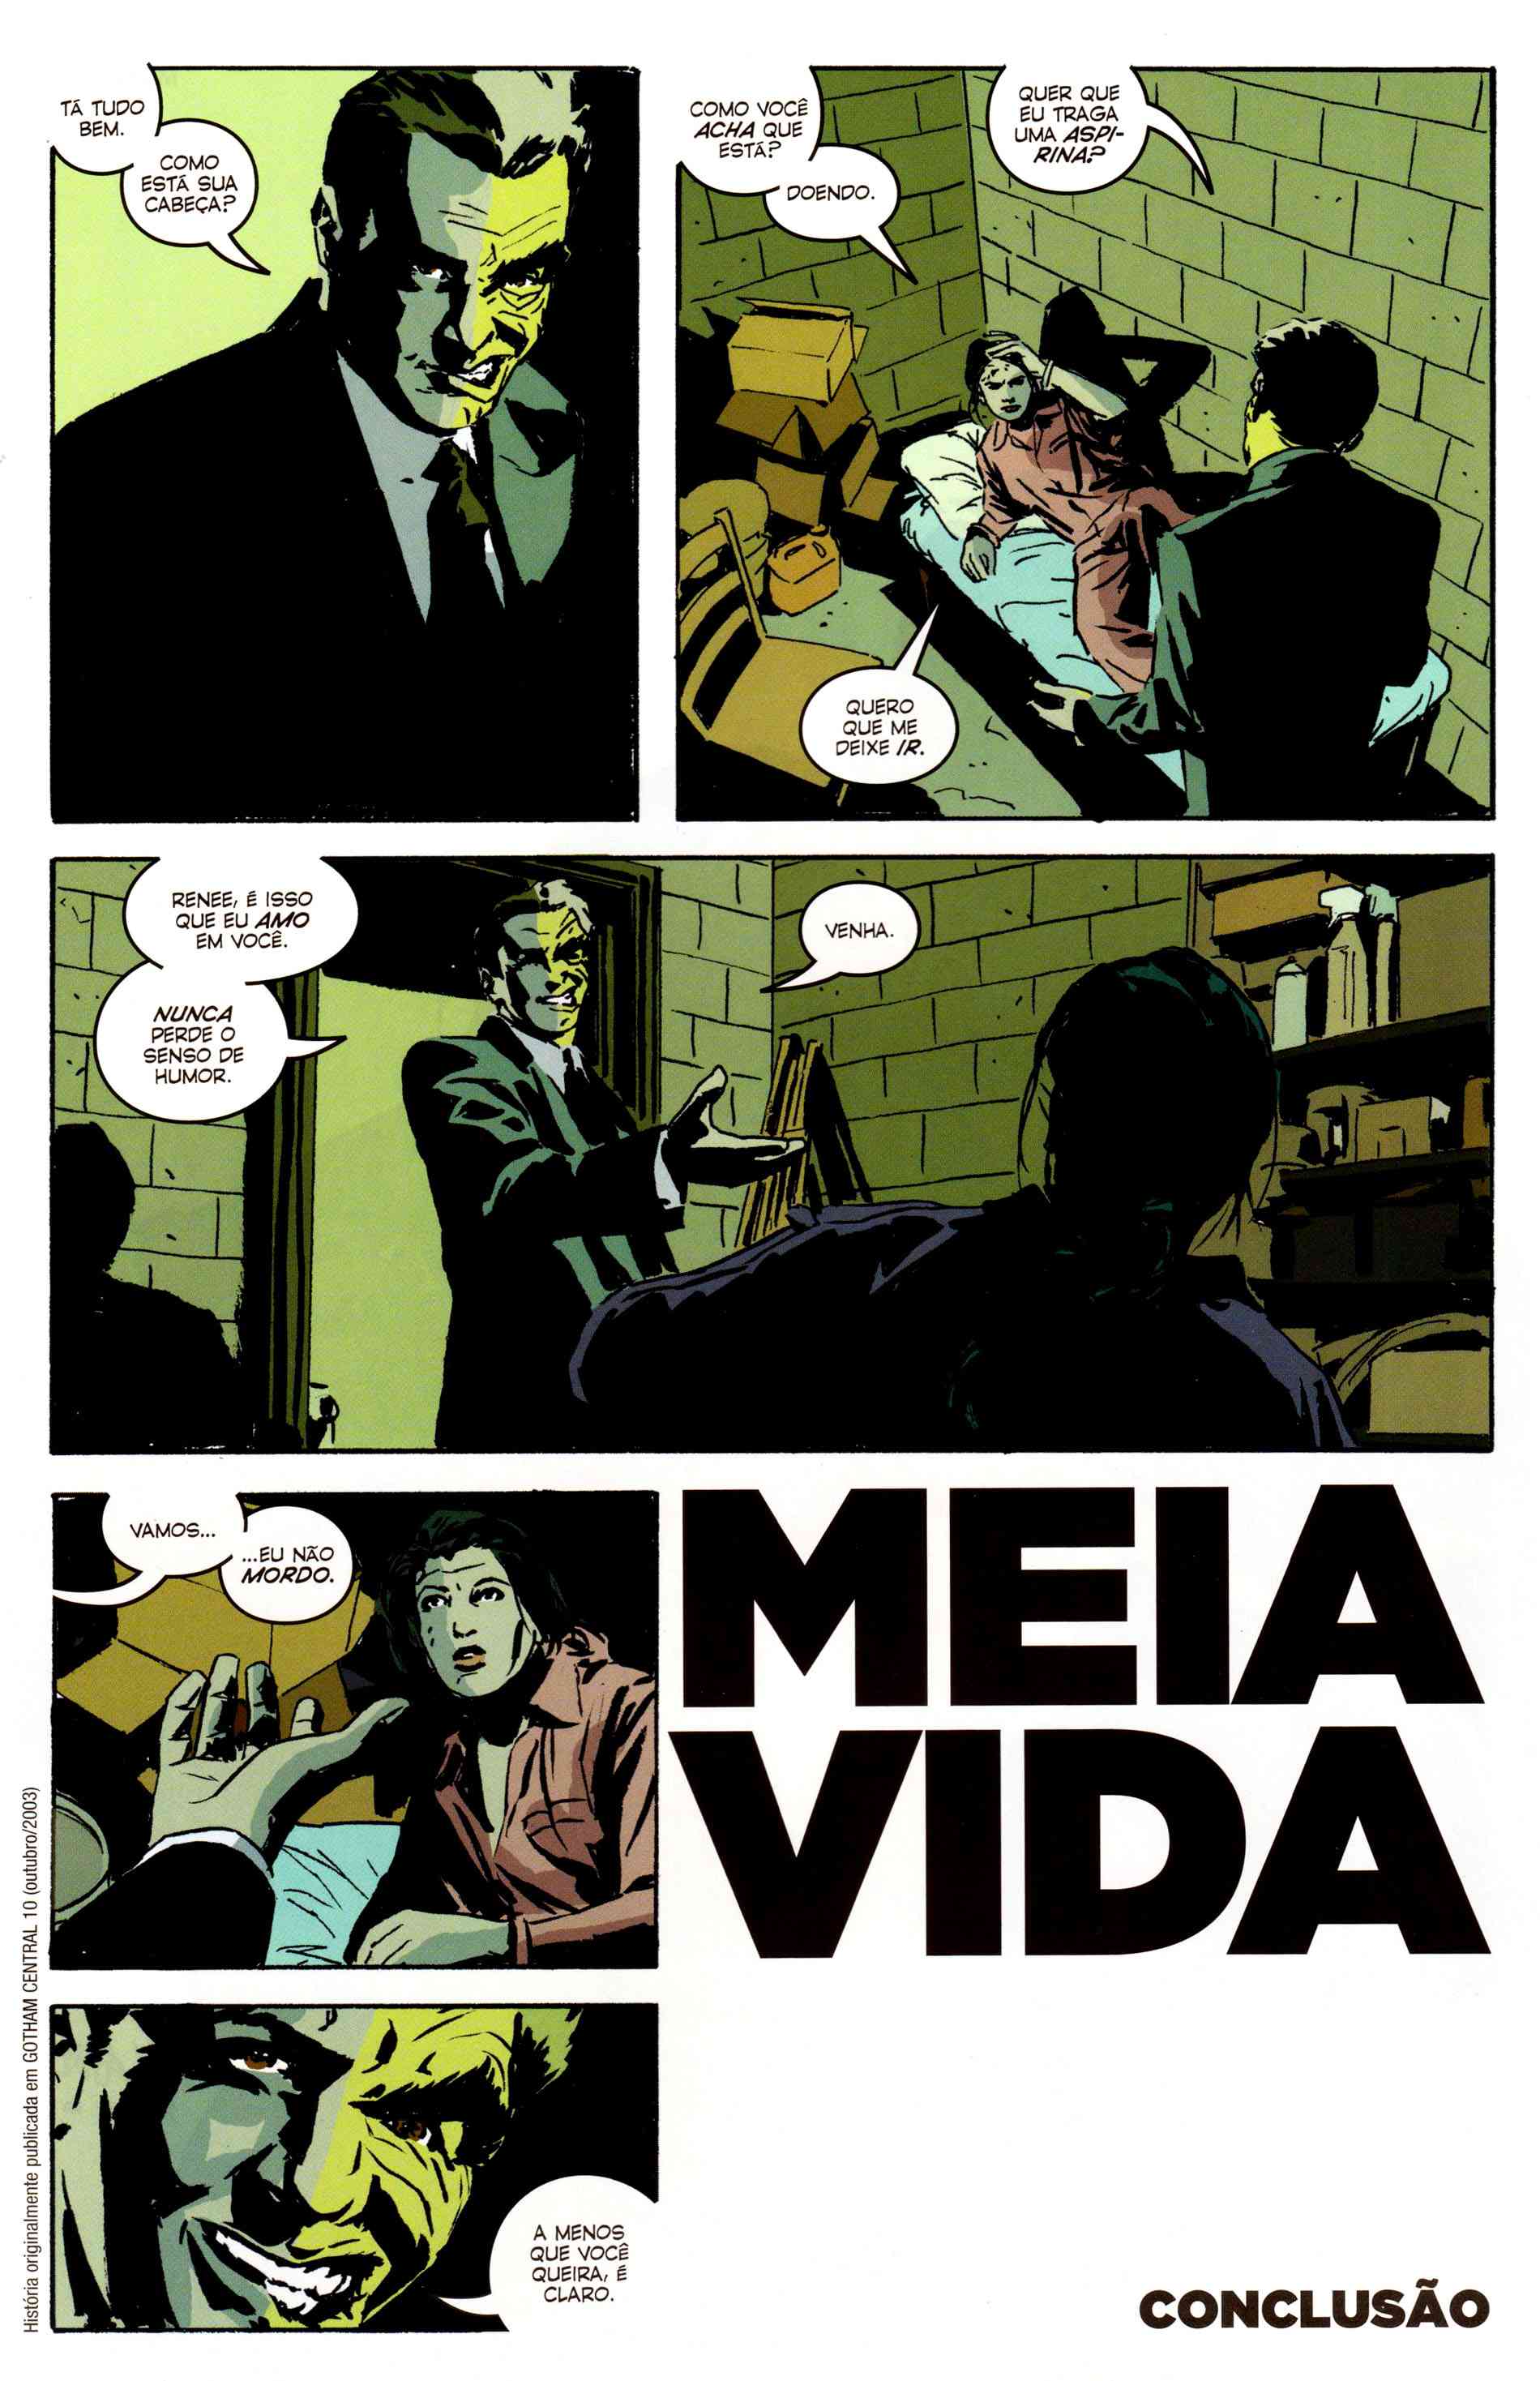 TÁ TUDO
BEM.
COMO
ESTÁ SUA
CABEÇA?
COMO VOCÊ
ACHA QUE
ESTÁ?
DOENDO.
QUER QUE
EU TRAGA
UMA ASPI-
RINA?
QUERO
QUE ME
DEIXE IR.
RENEE, É ISSO
QUE EU AMO
EM VOCÊ.
NUNCA
PERDE O
SENSO DE
HUMOR.
VENHA.
VAMOS...
...EU NÃO
MORDO.
MEIA
VIDA
A MENOS
QUE VOCÊ
QUEIRA, É
CLARO.
CONCLUSÃO
História originalmente publicada em GOTHAM CENTRAL 10 (outubro/2003)